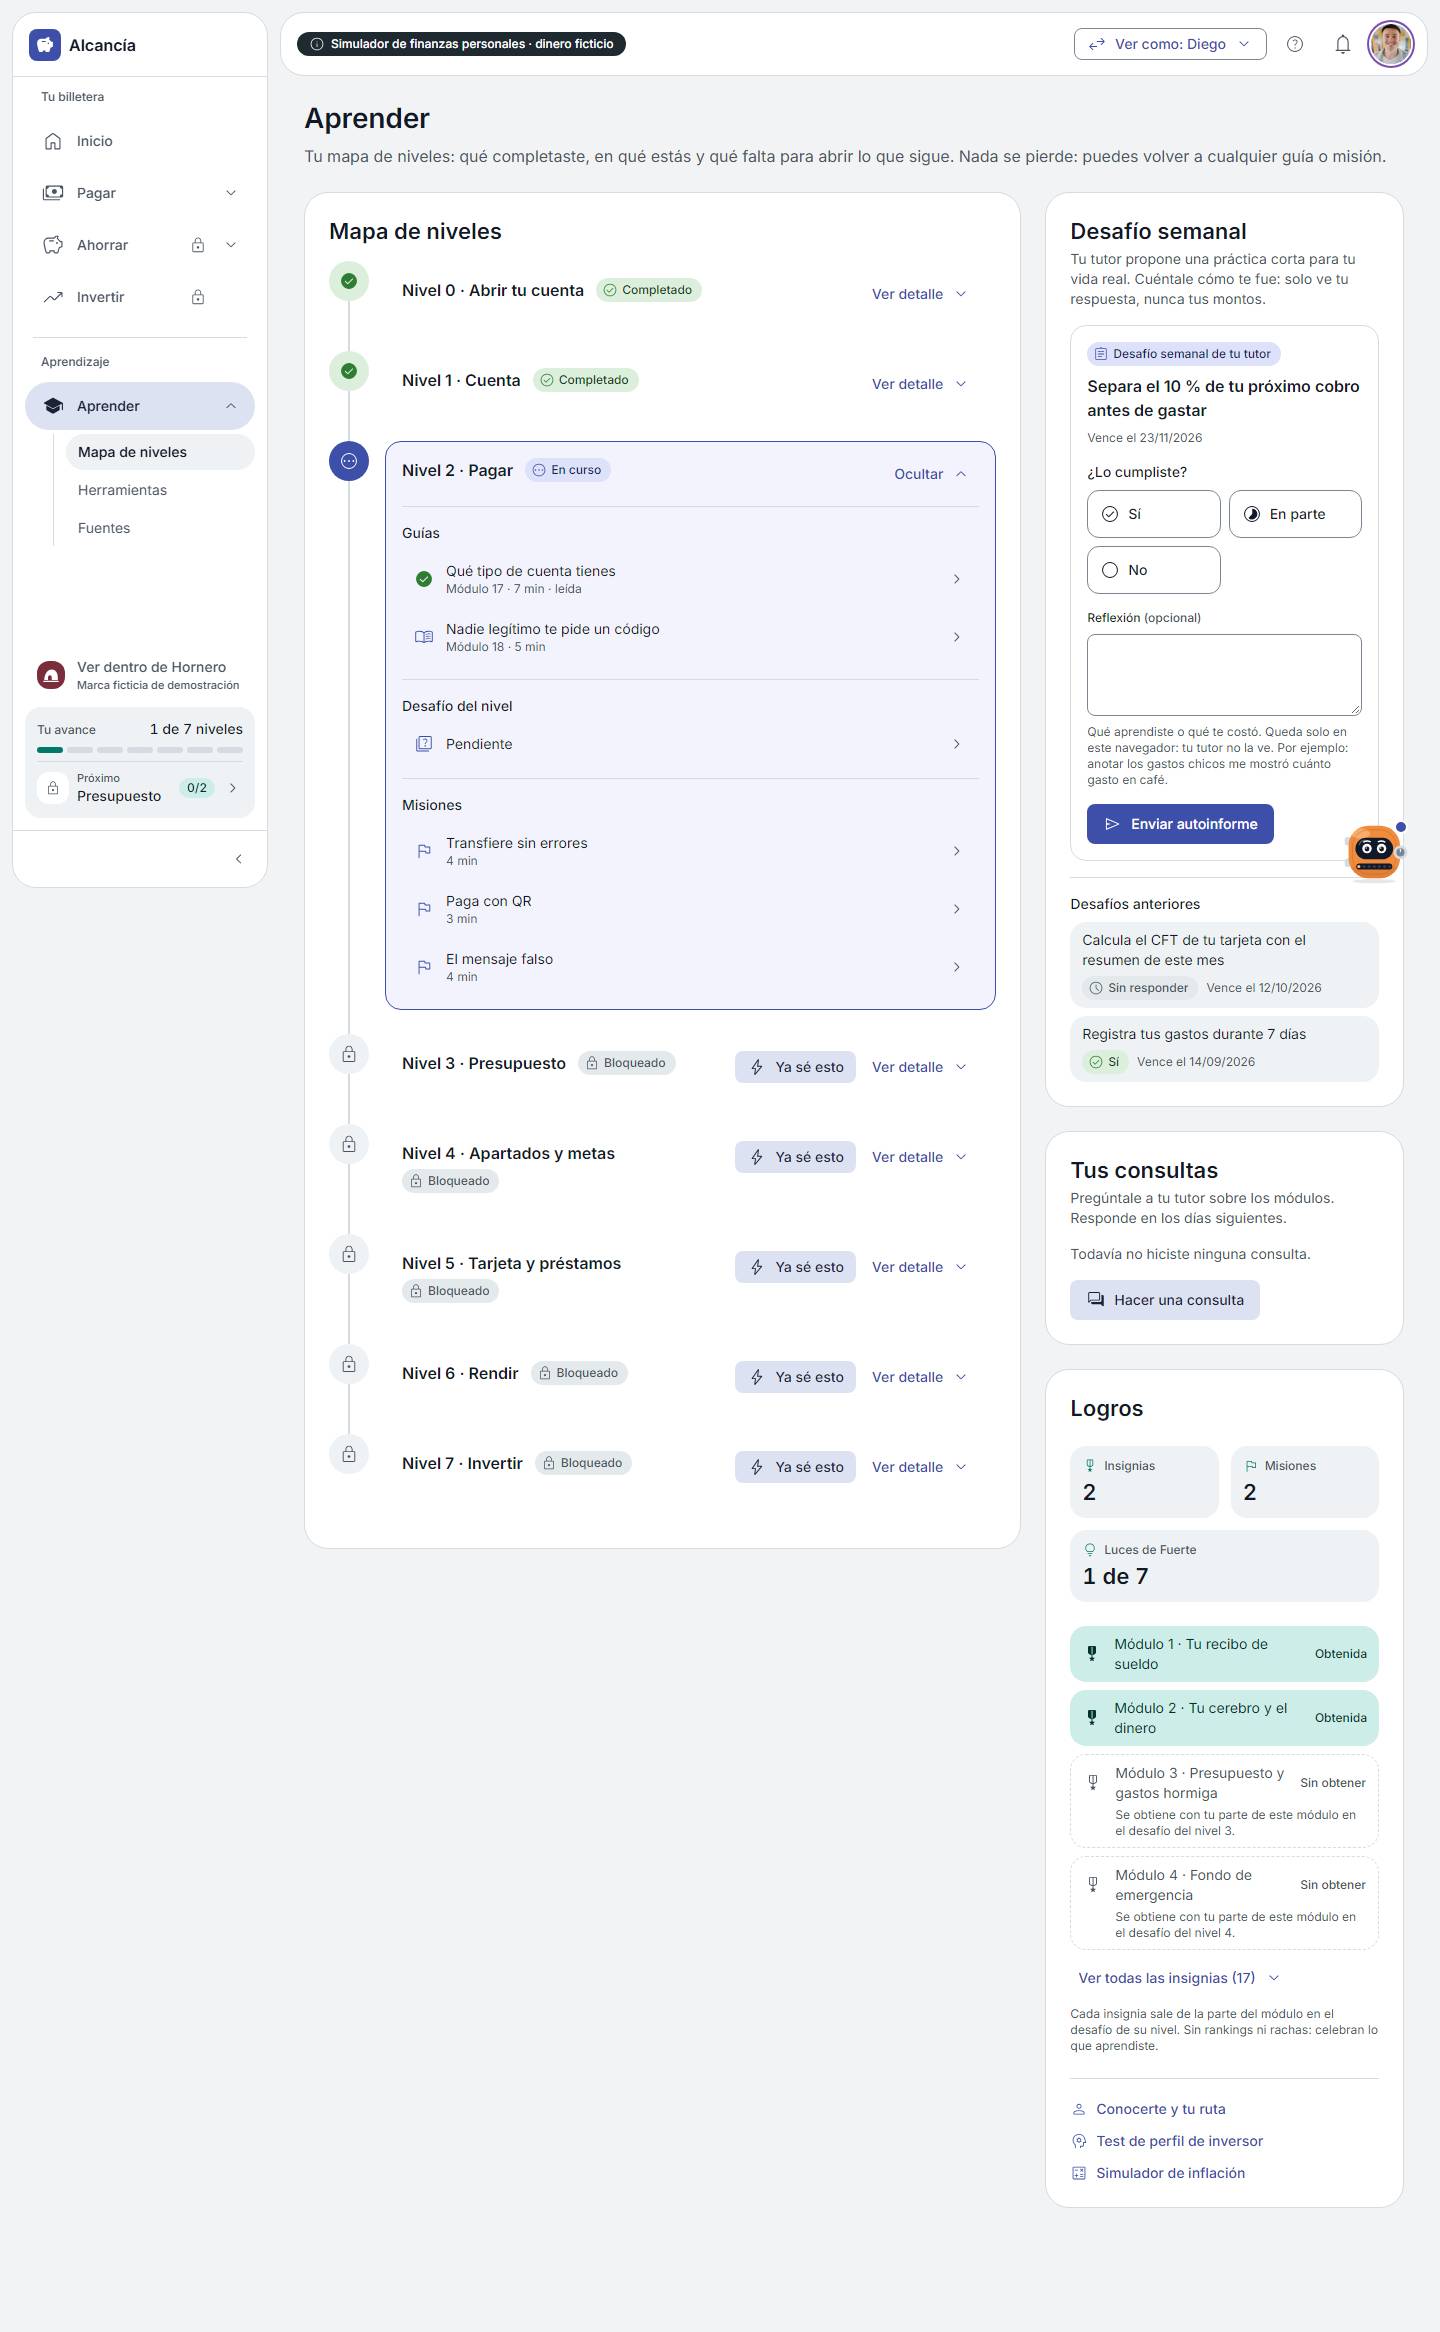 Alcancía
Tu billetera
Inicio
Pagar
Ahorrar
Invertir
Aprendizaje
Aprender
Mapa de niveles
Herramientas
Fuentes
Ver dentro de Hornero
Marca ficticia de demostración
Tu avance
1 de 7 niveles
Próximo
Presupuesto
0/2
Simulador de finanzas personales · dinero ficticio
Ver como: Diego
Aprender
Tu mapa de niveles: qué completaste, en qué estás y qué falta para abrir lo que sigue. Nada se pierde: puedes volver a cualquier guía o misión.
Mapa de niveles
Nivel 0 · Abrir tu cuenta
Completado
Ver detalle
Nivel 1 · Cuenta
Completado
Ver detalle
Nivel 2 · Pagar
En curso
Ocultar
Guías
Qué tipo de cuenta tienes
Módulo 17 · 7 min · leída
Nadie legítimo te pide un código
Módulo 18 · 5 min
Desafío del nivel
Pendiente
Misiones
Transfiere sin errores
4 min
Paga con QR
3 min
El mensaje falso
4 min
Nivel 3 · Presupuesto
Bloqueado
Ya sé esto
Ver detalle
Nivel 4 · Apartados y metas
Bloqueado
Ya sé esto
Ver detalle
Nivel 5 · Tarjeta y préstamos
Bloqueado
Ya sé esto
Ver detalle
Nivel 6 · Rendir
Bloqueado
Ya sé esto
Ver detalle
Nivel 7 · Invertir
Bloqueado
Ya sé esto
Ver detalle
Desafío semanal
Tu tutor propone una práctica corta para tu
vida real. Cuéntale cómo te fue: solo ve tu
respuesta, nunca tus montos.
Desafío semanal de tu tutor
Separa el 10 % de tu próximo cobro
antes de gastar
Vence el 23/11/2026
¿Lo cumpliste?
Sí
En parte
No
Reflexión (opcional)
Qué aprendiste o qué te costó. Queda solo en
este navegador: tu tutor no la ve. Por ejemplo:
anotar los gastos chicos me mostró cuánto
gasto en café.
Enviar autoinforme
Desafíos anteriores
Calcula el CFT de tu tarjeta con el
resumen de este mes
Sin responder
Vence el 12/10/2026
Registra tus gastos durante 7 días
Sí
Vence el 14/09/2026
Tus consultas
Pregúntale a tu tutor sobre los módulos.
Responde en los días siguientes.
Todavía no hiciste ninguna consulta.
Hacer una consulta
Logros
Insignias
2
Misiones
2
Luces de Fuerte
1 de 7
Módulo 1 · Tu recibo de
sueldo
Obtenida
Módulo 2 · Tu cerebro y el
dinero
Obtenida
Módulo 3 · Presupuesto y
gastos hormiga
Sin obtener
Se obtiene con tu parte de este módulo en
el desafío del nivel 3.
Módulo 4 · Fondo de
emergencia
Sin obtener
Se obtiene con tu parte de este módulo en
el desafío del nivel 4.
Ver todas las insignias (17)
Cada insignia sale de la parte del módulo en el
desafío de su nivel. Sin rankings ni rachas: celebran lo
que aprendiste.
Conocerte y tu ruta
Test de perfil de inversor
Simulador de inflación